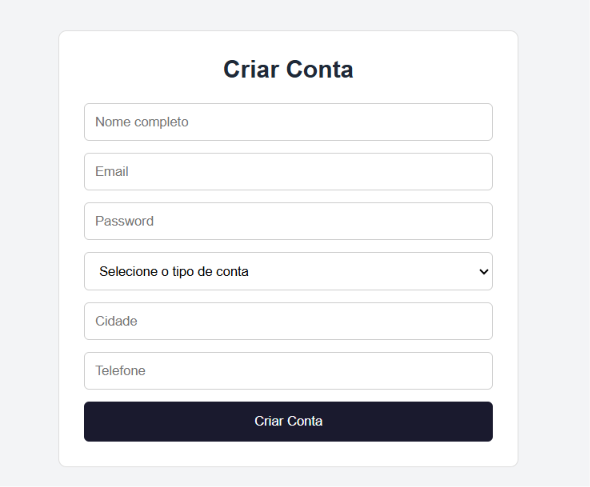 Criar Conta
Nome completo
Email
Password
Selecione o tipo de conta
Cidade
Telefone
Criar Conta